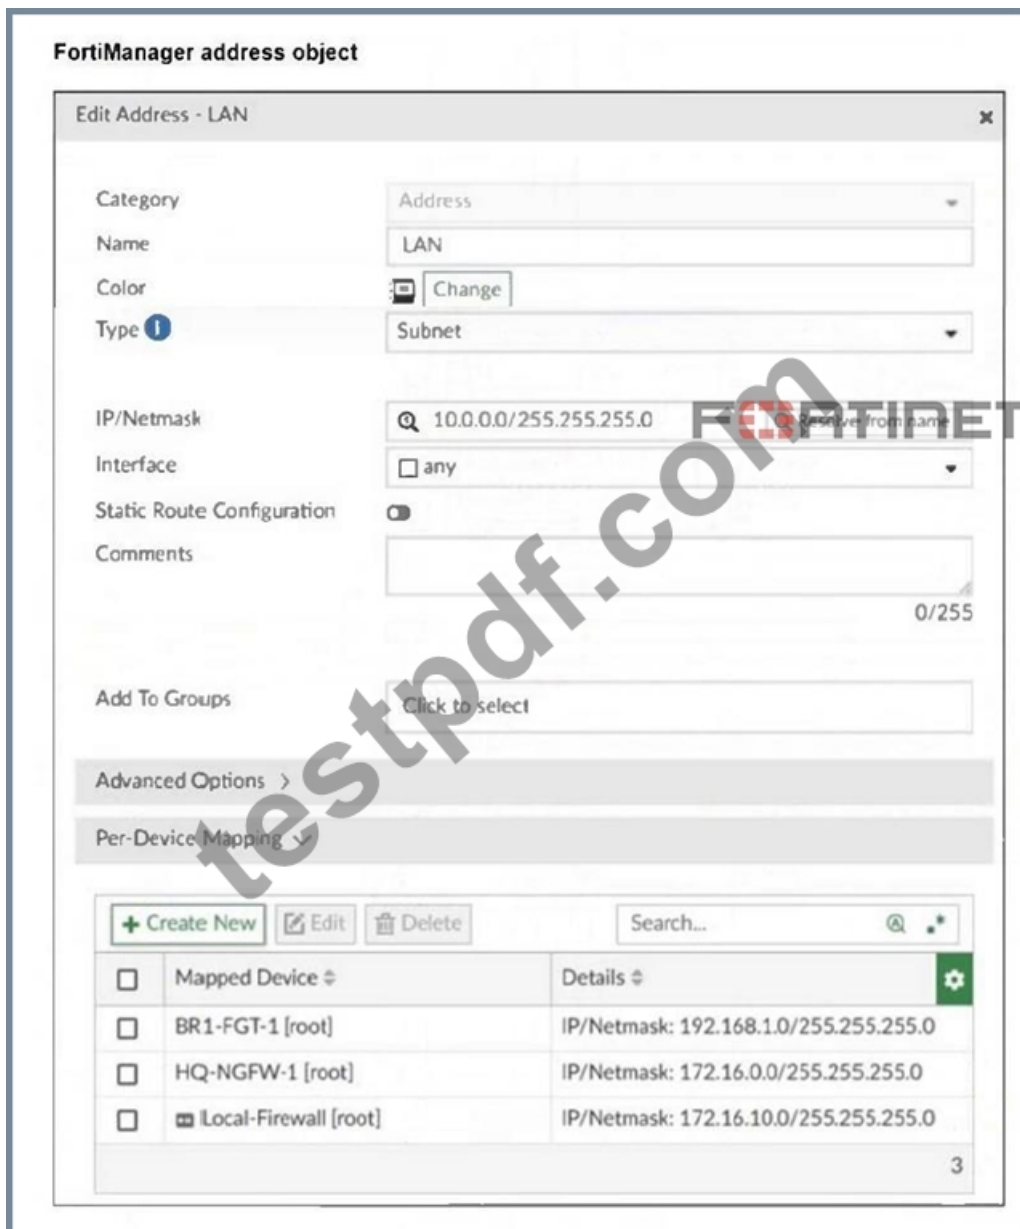 FortiManager address object
Edit Address - LAN
Category Address
Name LAN
Color Change
Type Subnet
IP/Netmask 10.0.0.0/255.255.255.0 Resolve from name
FORTINET
Interface any
Static Route Configuration
Comments
0/255
Add To Groups Click to select
Advanced Options >
Per-Device Mapping
+ Create New Edit Delete Search...
Mapped Device Details
BR1-FGT-1 [root] IP/Netmask: 192.168.1.0/255.255.255.0
HQ-NGFW-1 [root] IP/Netmask: 172.16.0.0/255.255.255.0
Local-Firewall [root] IP/Netmask: 172.16.10.0/255.255.255.0
3
testpdf.com